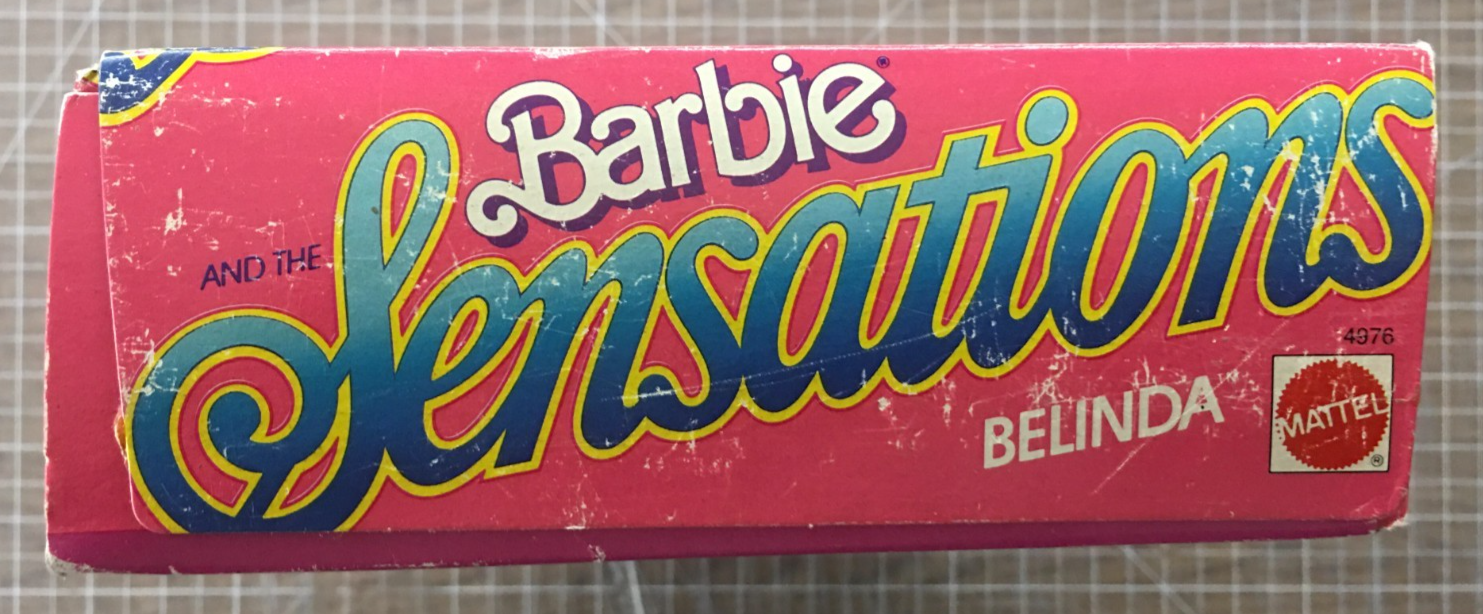 Barbie®
AND THE
Sensations
4976
BELINDA
MATTEL
®